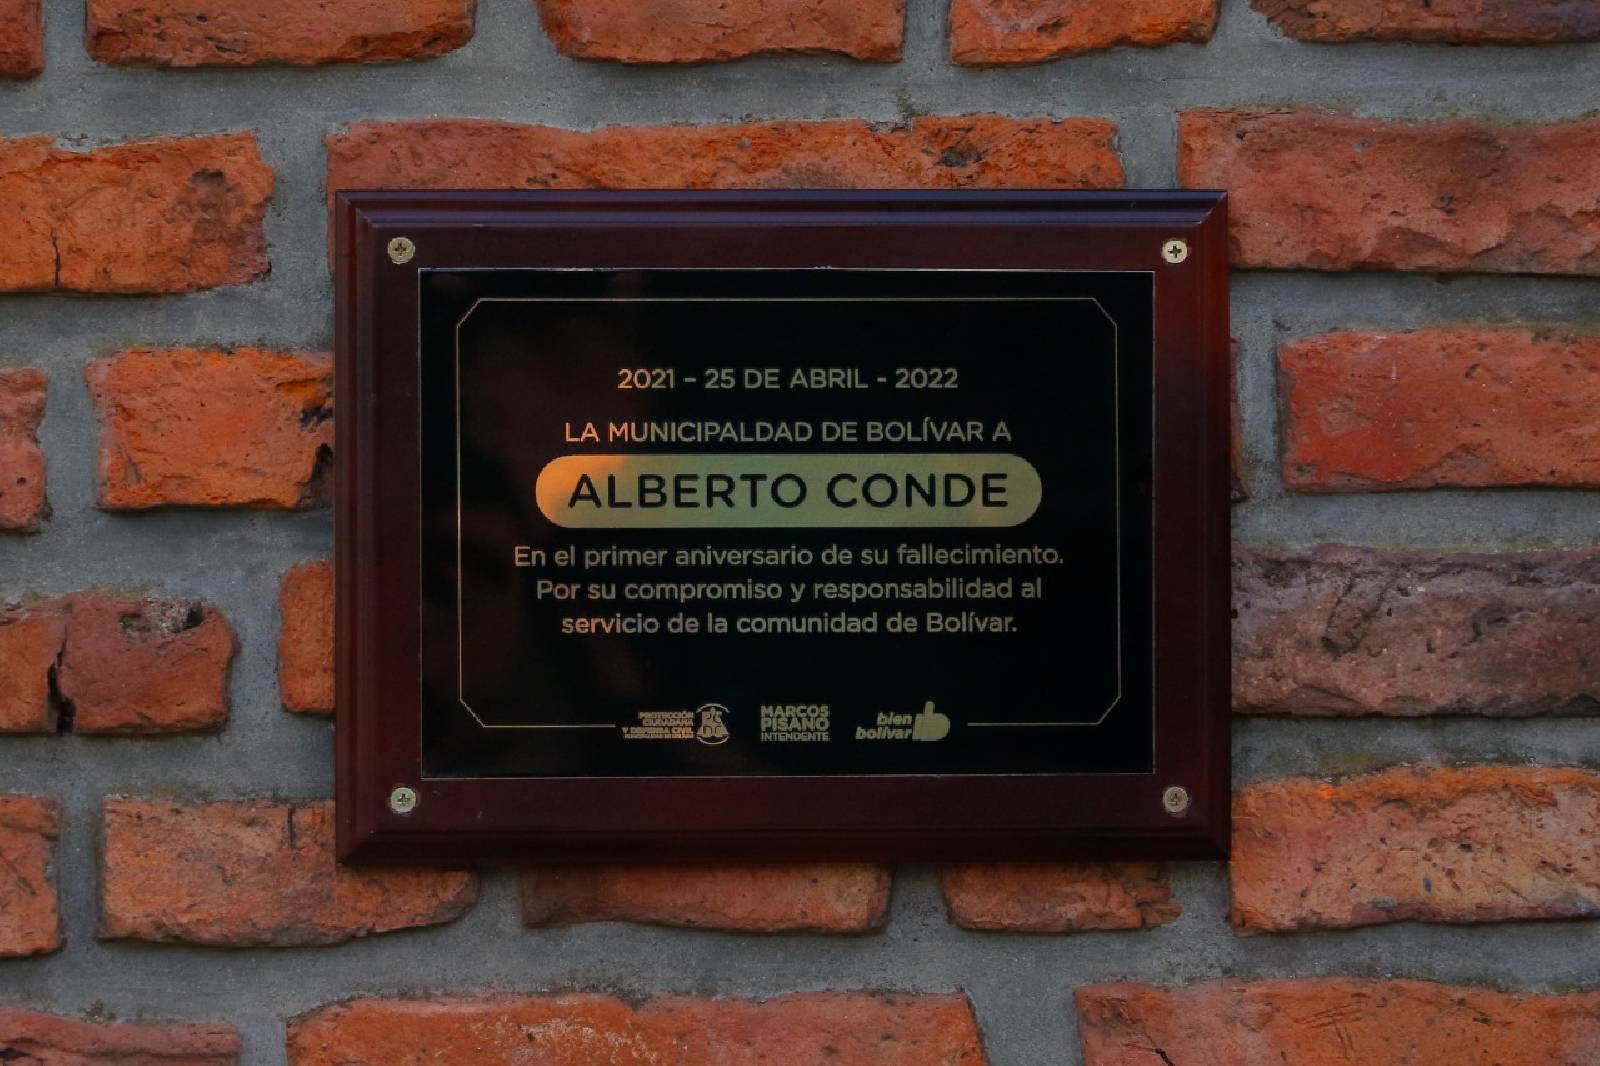 2021 - 25 DE ABRIL - 2022
LA MUNICIPALDAD DE BOLÍVAR A
ALBERTO CONDE
En el primer aniversario de su fallecimiento.
Por su compromiso y responsabilidad al
servicio de la comunidad de Bolívar.
PROTECCIÓN
CIUDADANA
Y DEFENSA CIVIL
MARCOS
PISANO
INTENDENTE
bien
bolívar